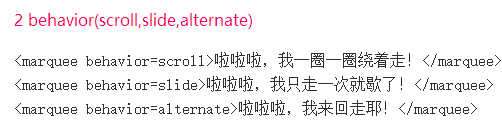 2 behavior(scroll,slide,alternate)
<marquee behavior=scroll>啦啦啦，我一圈一圈绕着走！</marquee>
<marquee behavior=slide>啦啦啦，我只走一次就歇了！</marquee>
<marquee behavior=alternate>啦啦啦，我来回走耶！</marquee>